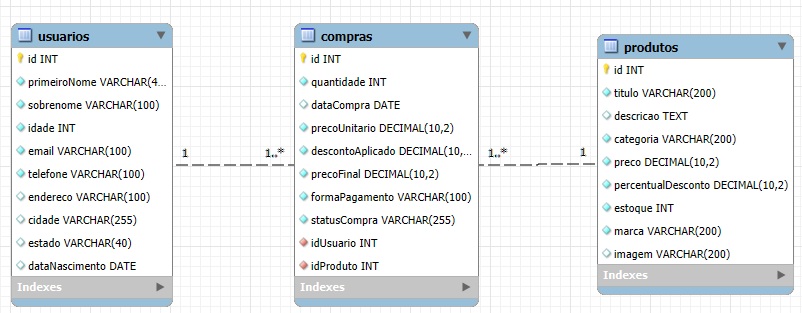 usuarios
id INT
primeiroNome VARCHAR(4...
sobrenome VARCHAR(100)
idade INT
email VARCHAR(100)
telefone VARCHAR(100)
endereco VARCHAR(100)
cidade VARCHAR(255)
estado VARCHAR(40)
dataNascimento DATE
Indexes
1
1..*
compras
id INT
quantidade INT
dataCompra DATE
precoUnitario DECIMAL(10,2)
descontoAplicado DECIMAL(10,...
precoFinal DECIMAL(10,2)
formaPagamento VARCHAR(100)
statusCompra VARCHAR(255)
idUsuario INT
idProduto INT
Indexes
1..*
1
produtos
id INT
titulo VARCHAR(200)
descricao TEXT
categoria VARCHAR(200)
preco DECIMAL(10,2)
percentualDesconto DECIMAL(10,2)
estoque INT
marca VARCHAR(200)
imagem VARCHAR(200)
Indexes